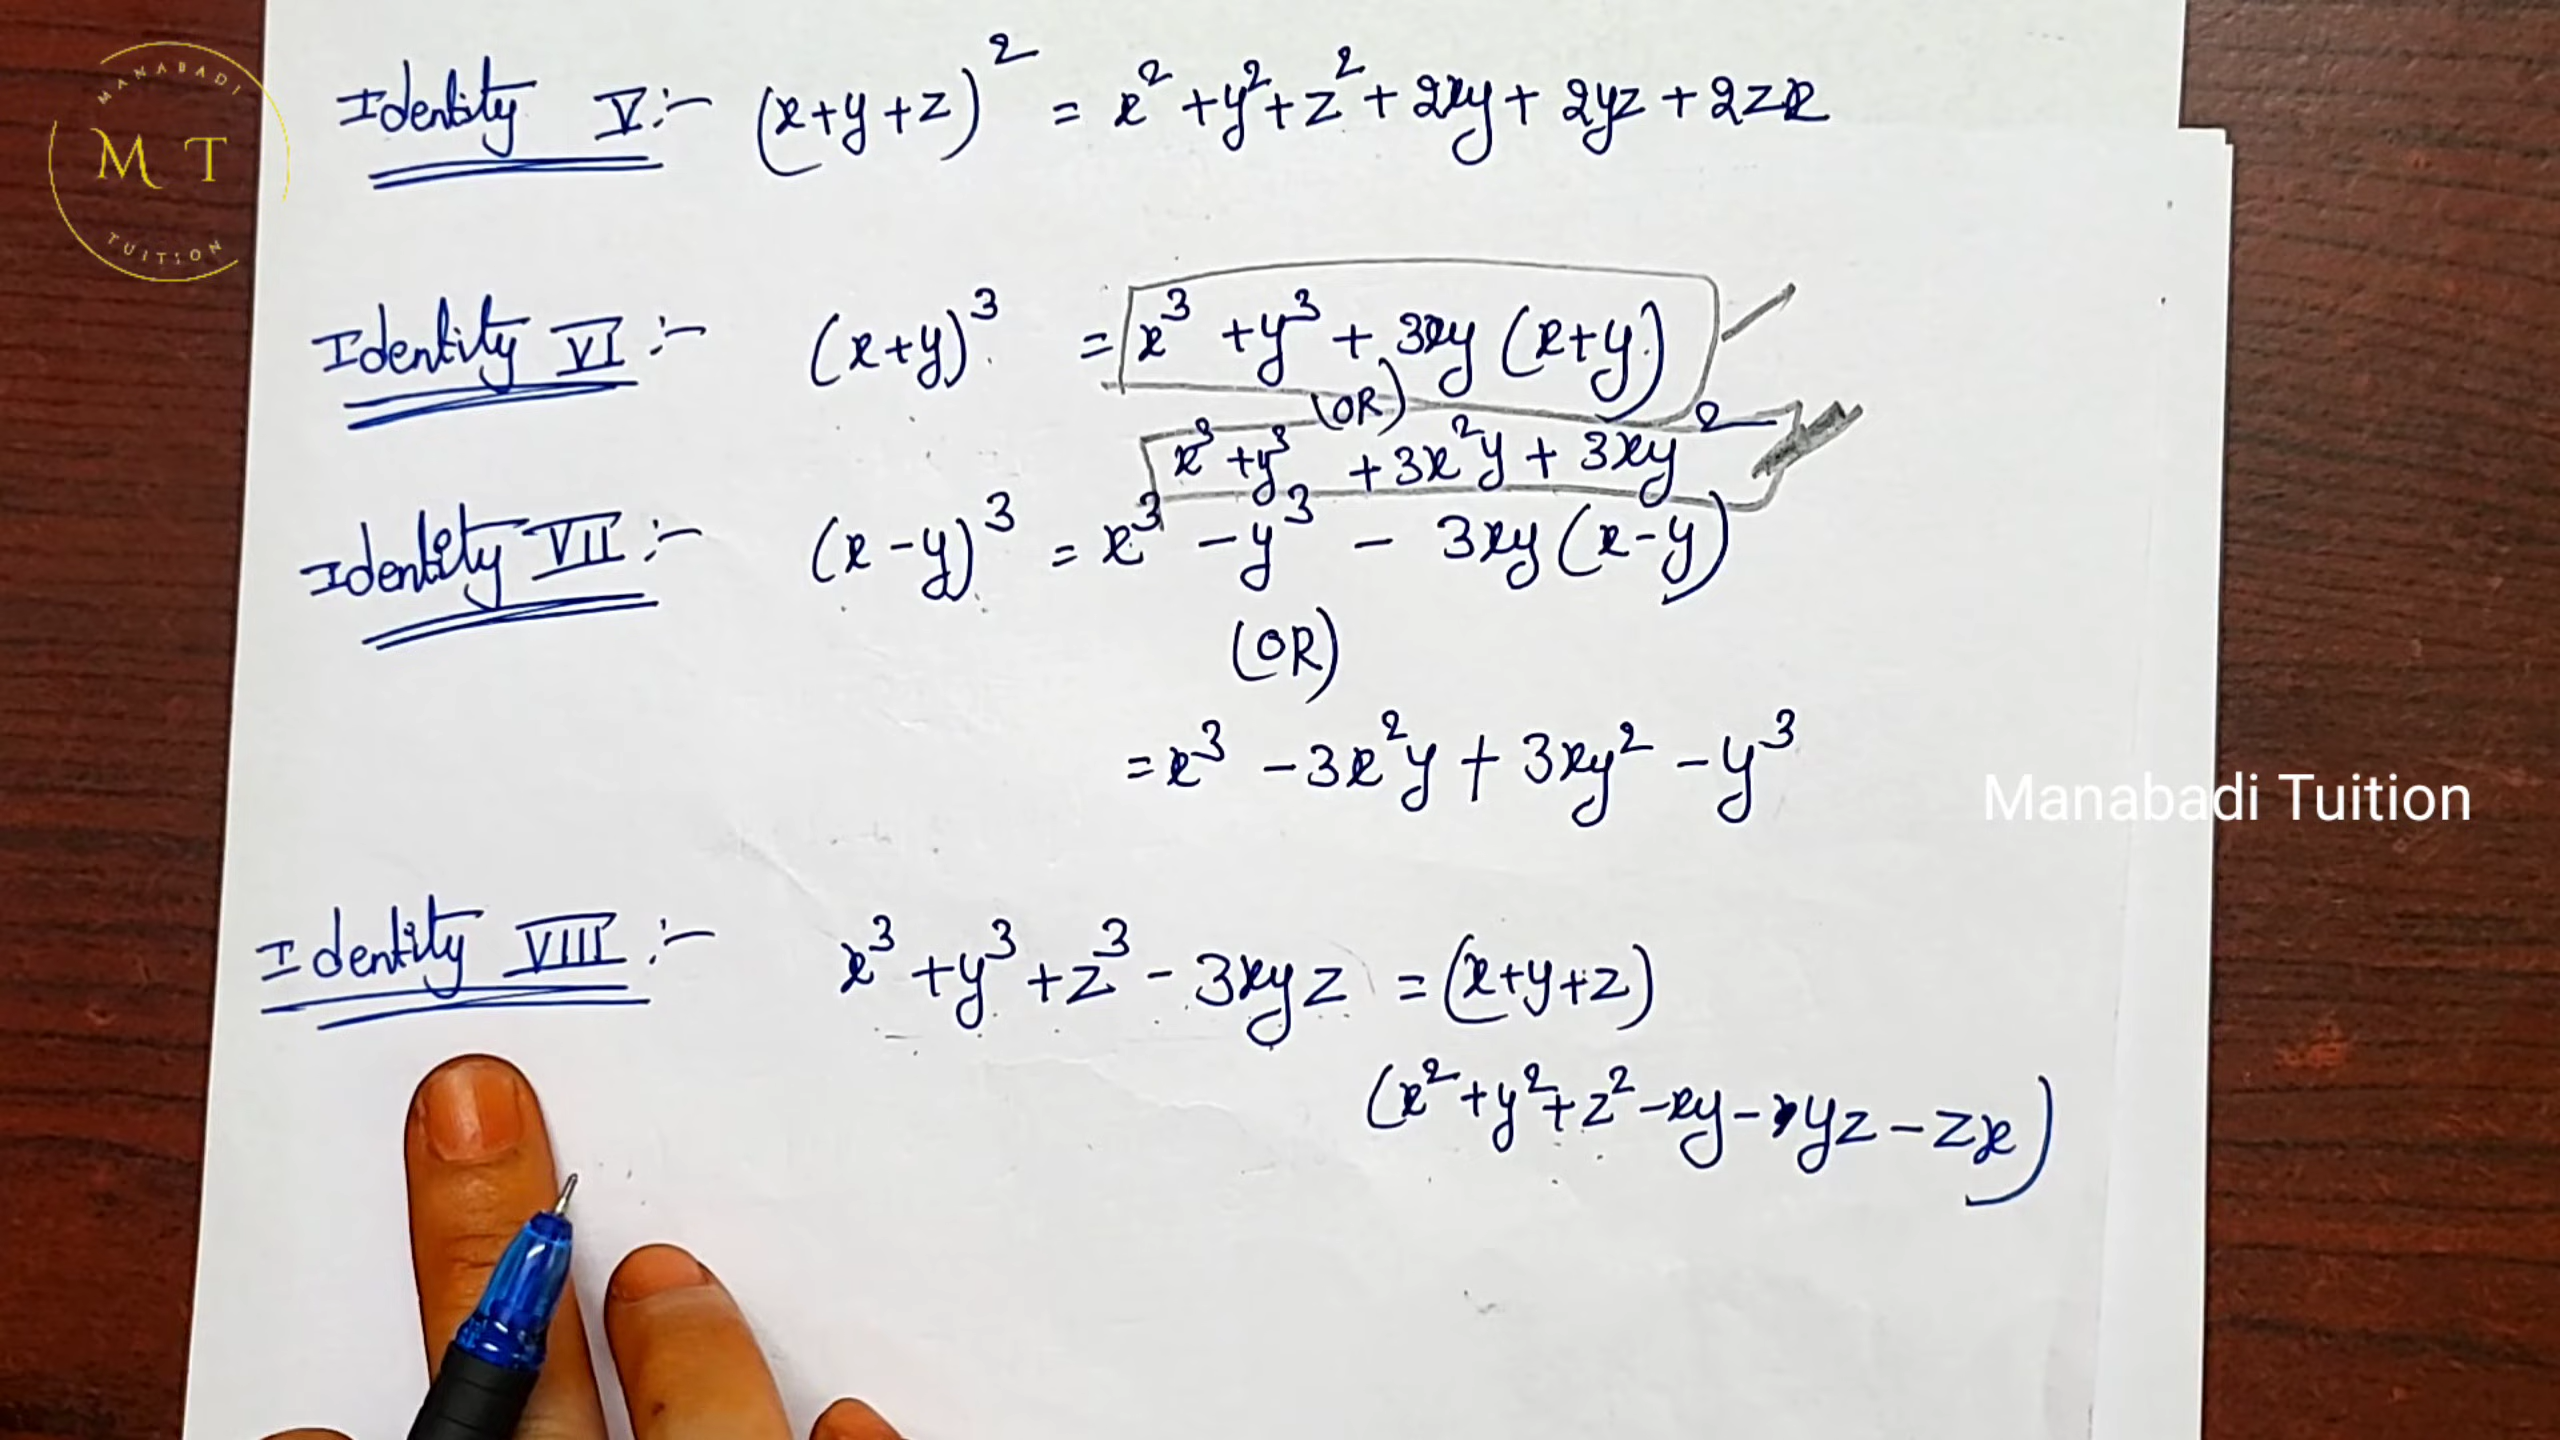 MANABADI
M T
TUITION
Identity V:- (x+y+z)² = x²+y²+z²+2xy+2yz+2zx
Identity VI:- (x+y)³ = x³+y³+3xy(x+y)
(OR)
x³+y³+3x²y+3xy²
Identity VII:- (x-y)³ = x³-y³-3xy(x-y)
(OR)
=x³-3x²y+3xy²-y³
Manabadi Tuition
Identity VIII:- x³+y³+z³-3xyz =(x+y+z)
(x²+y²+z²-xy-yz-zx)